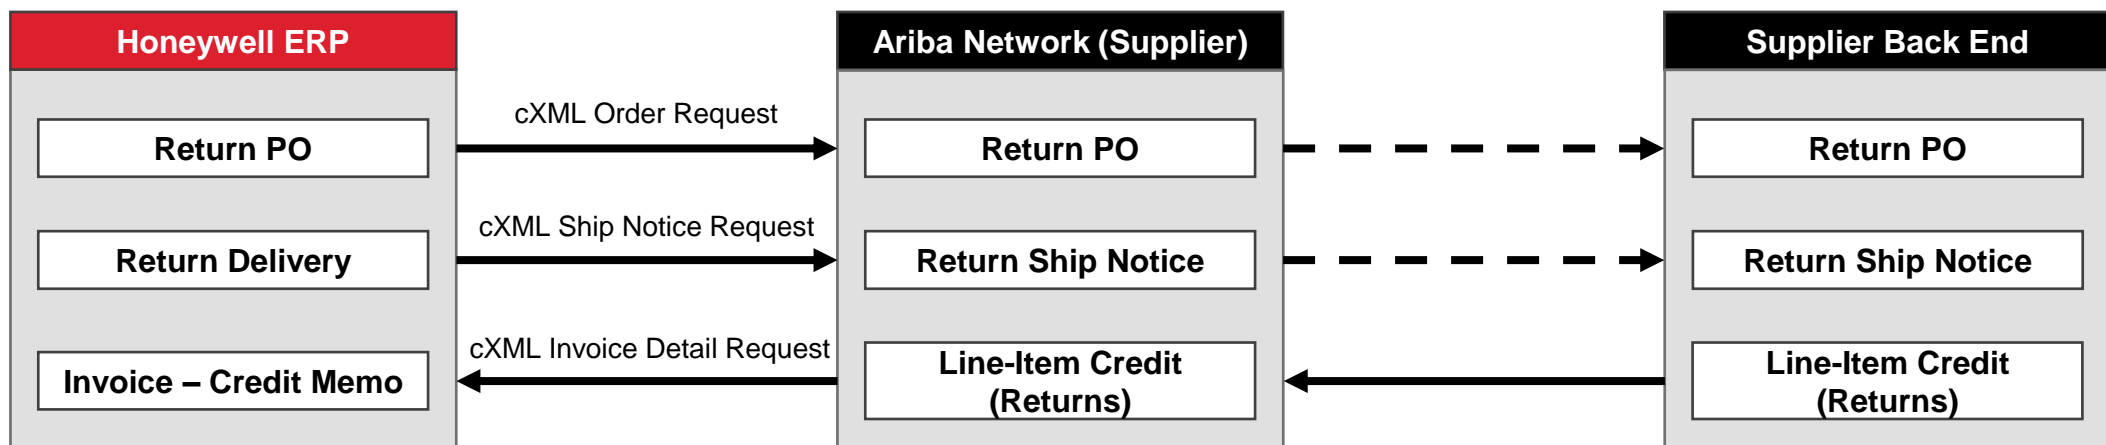 Honeywell ERP
Ariba Network (Supplier)
Supplier Back End
Return PO
cXML Order Request
Return PO
Return PO
Return Delivery
cXML Ship Notice Request
Return Ship Notice
Return Ship Notice
Invoice – Credit Memo
cXML Invoice Detail Request
Line-Item Credit
(Returns)
Line-Item Credit
(Returns)